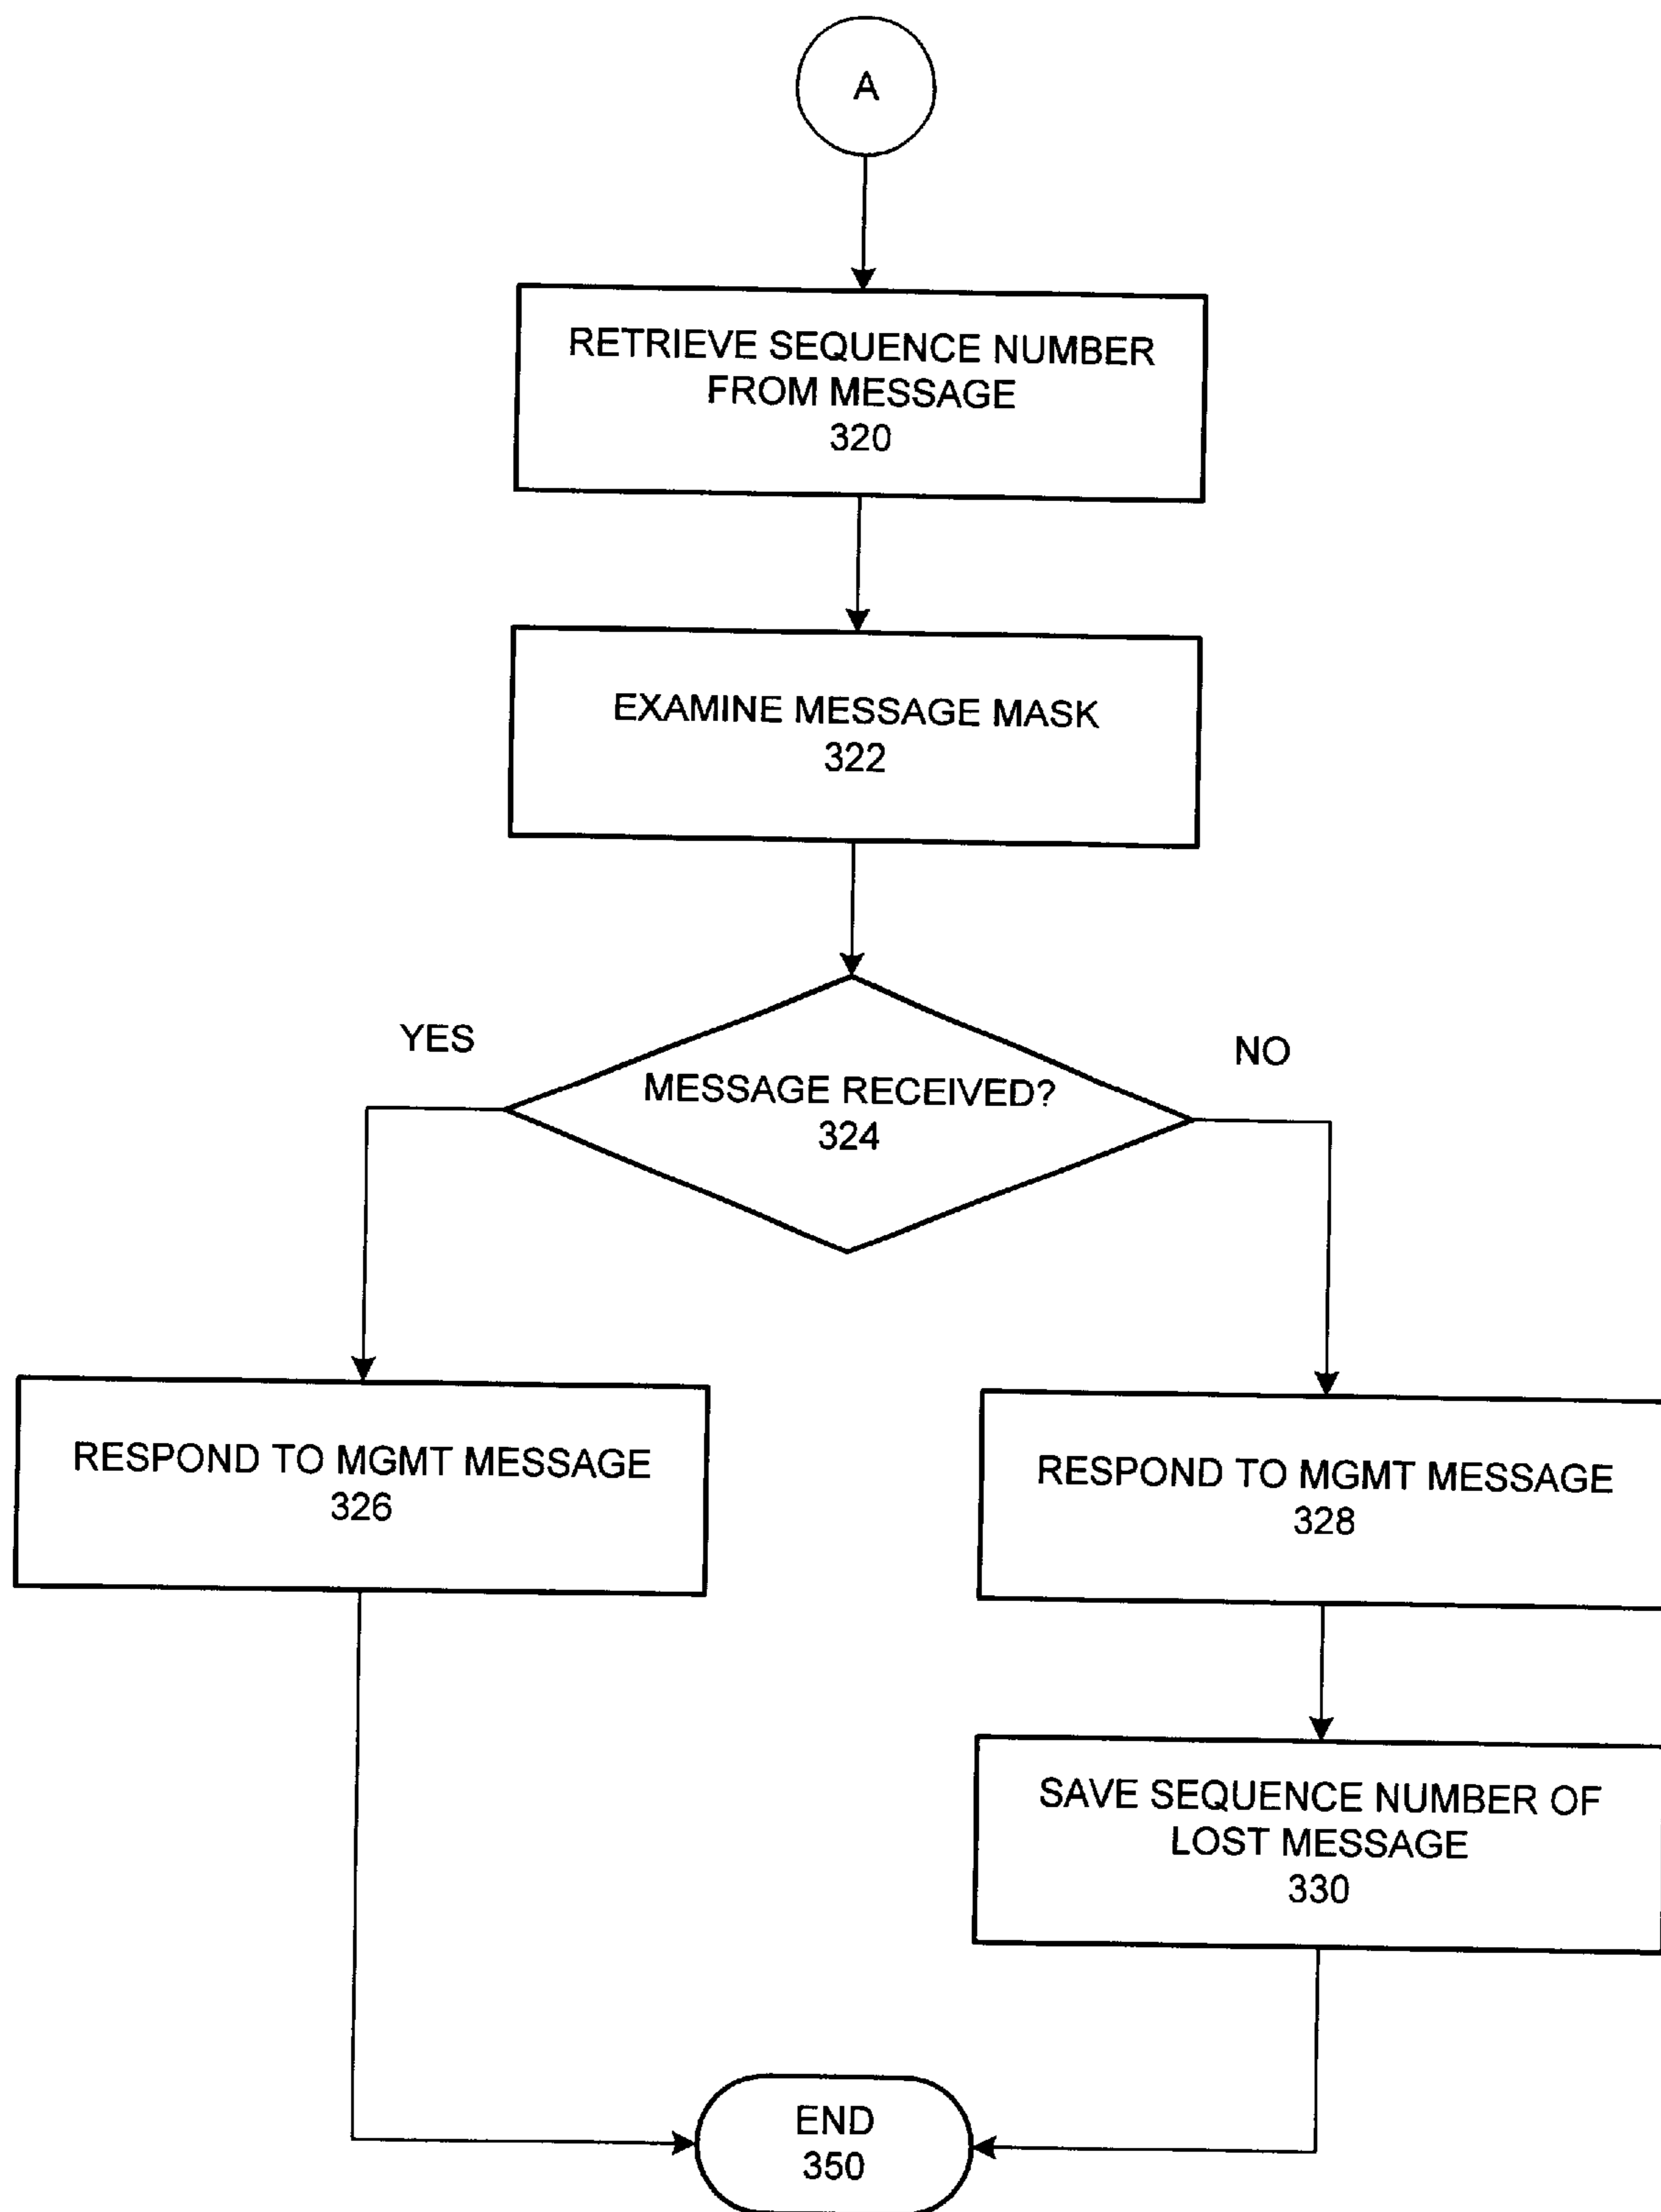 A
RETRIEVE SEQUENCE NUMBER
FROM MESSAGE
320
EXAMINE MESSAGE MASK
322
YES
NO
MESSAGE RECEIVED?
324
RESPOND TO MGMT MESSAGE
326
RESPOND TO MGMT MESSAGE
328
SAVE SEQUENCE NUMBER OF
LOST MESSAGE
330
END
350